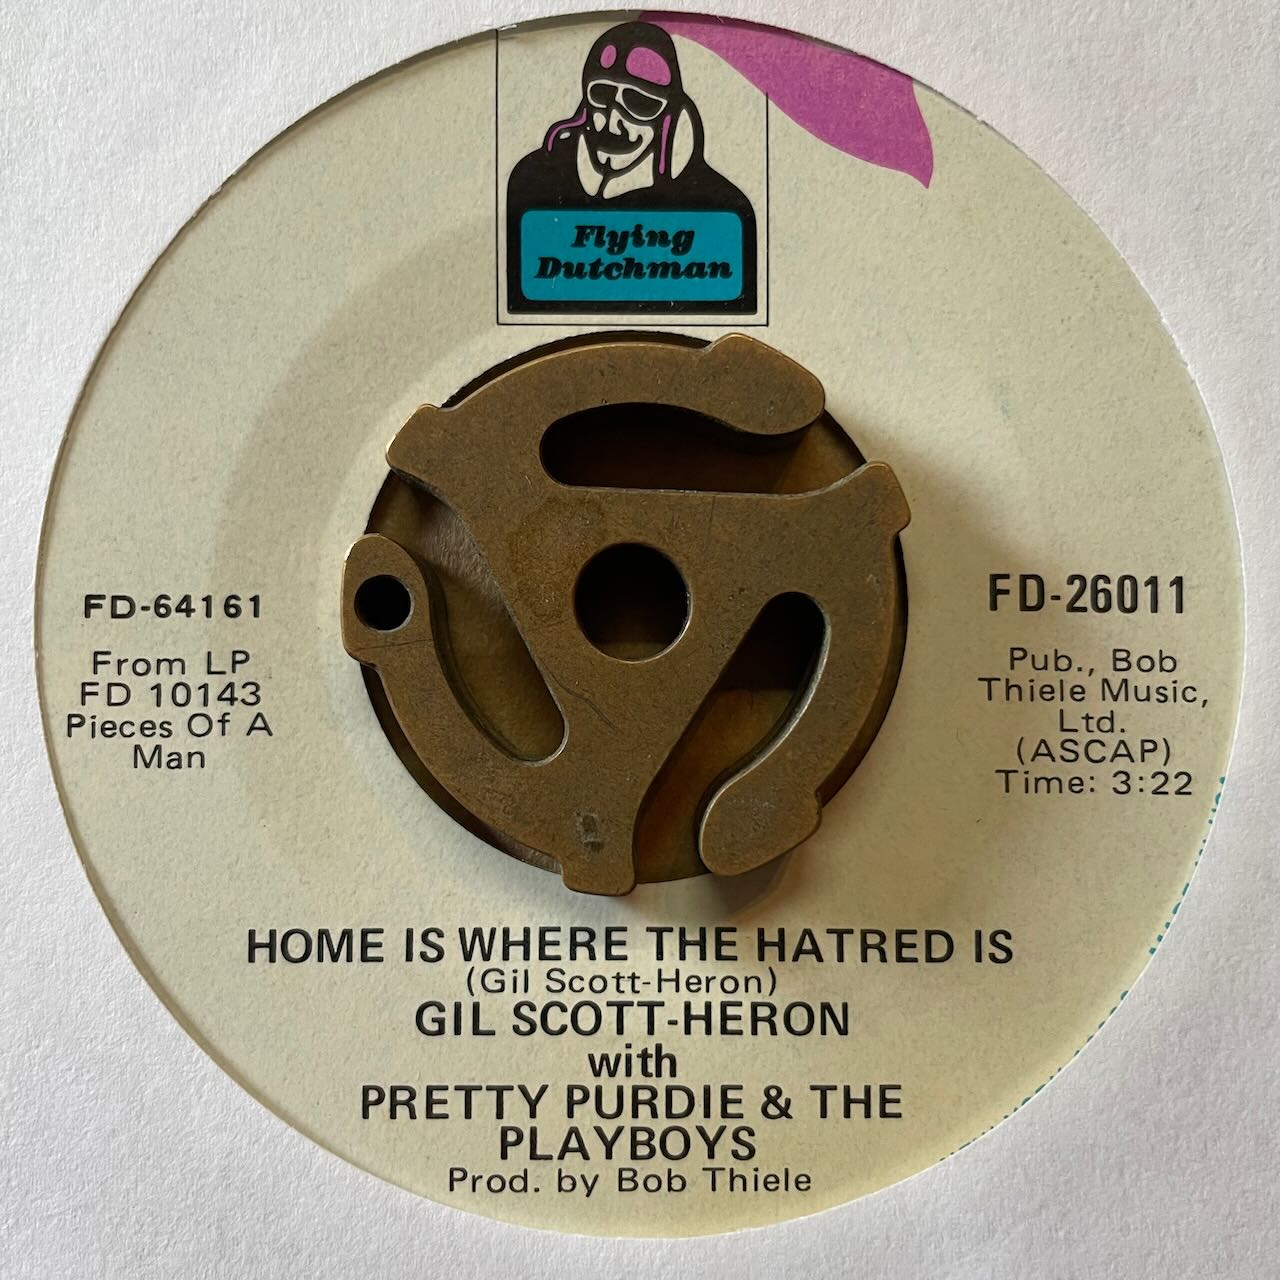 Flying
Dutchman
FD-64161
From LP
FD 10143
Pieces Of A
Man
FD-26011
Pub., Bob
Thiele Music,
Ltd.
(ASCAP)
Time: 3:22
HOME IS WHERE THE HATRED IS
(Gil Scott-Heron)
GIL SCOTT-HERON
with
PRETTY PURDIE & THE
PLAYBOYS
Prod. by Bob Thiele